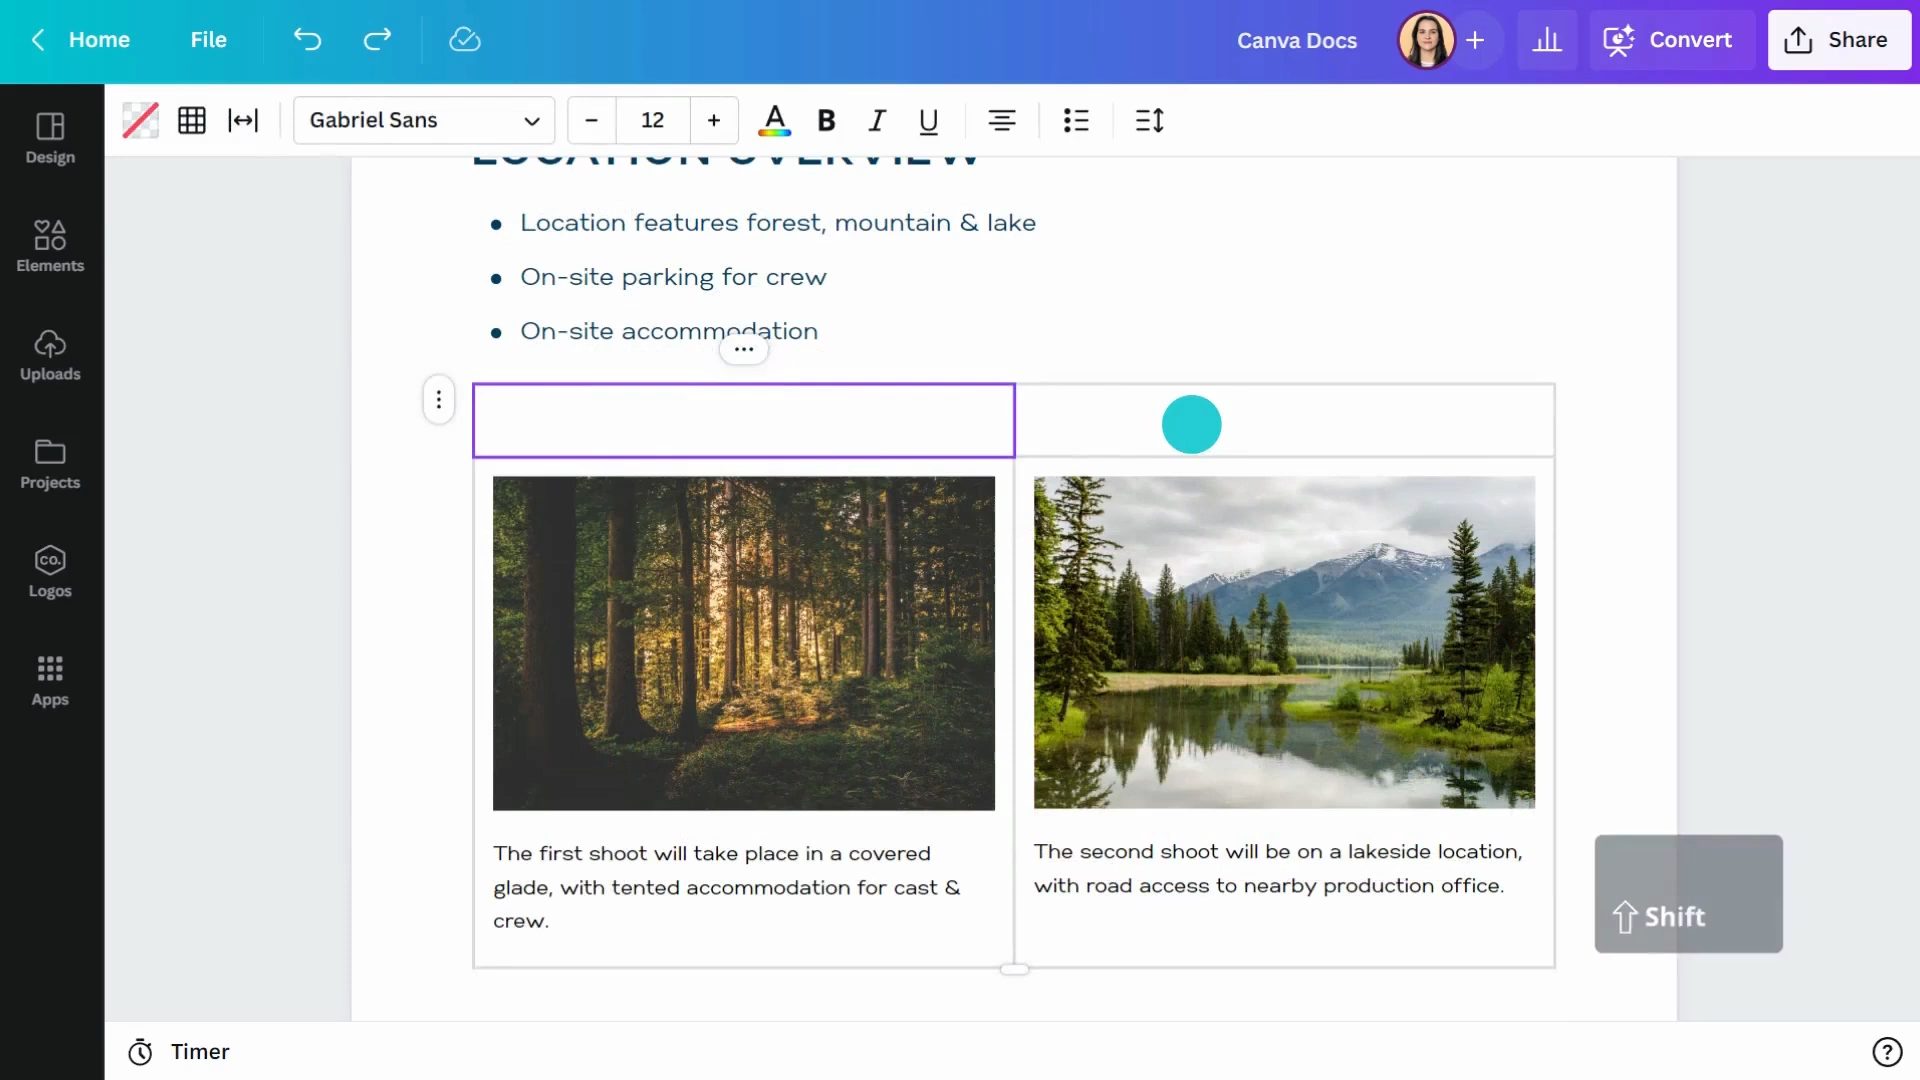 Home
File
Canva Docs
Convert
Share
Gabriel Sans
12
B
I
U
Design
Elements
Uploads
Projects
CO.
Logos
Apps
LOCATION OVERVIEW
Location features forest, mountain & lake
On-site parking for crew
On-site accommodation
The first shoot will take place in a covered
glade, with tented accommodation for cast &
crew.
The second shoot will be on a lakeside location,
with road access to nearby production office.
Shift
Timer